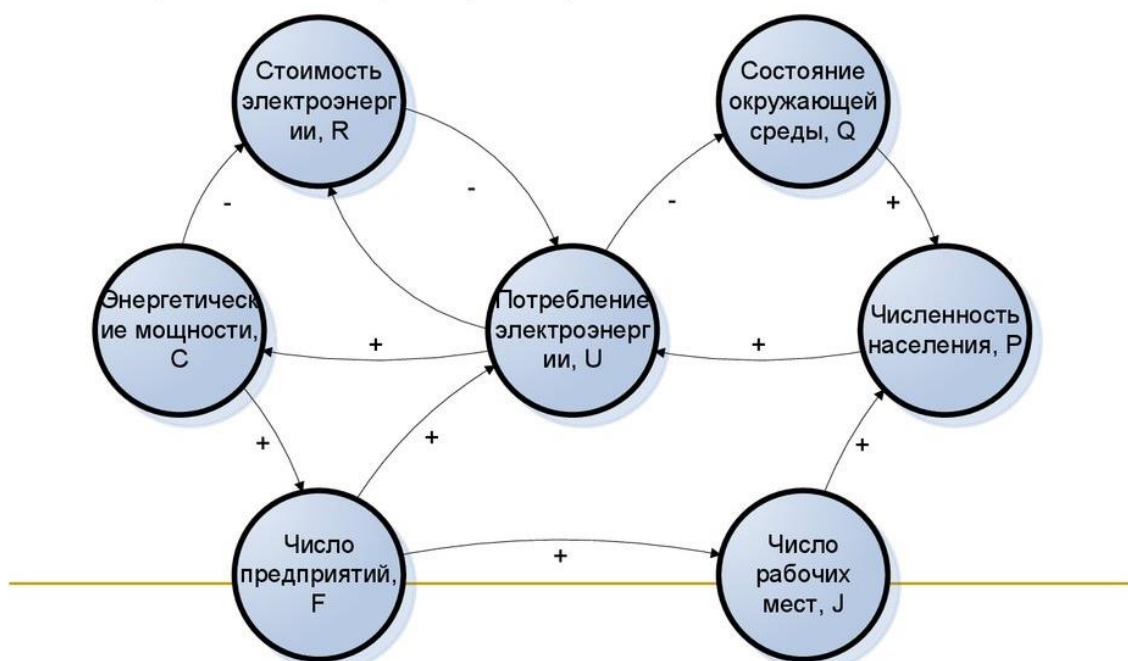 Стоимость
электроэнерг
ии, R
Состояние
окружающей
среды, Q
-
-
-
+
Энергетическ
ие мощности,
C
Потребление
электроэнерг
ии, U
Численность
населения, P
+
+
+
+
+
Число
предприятий,
F
+
Число
рабочих
мест, J